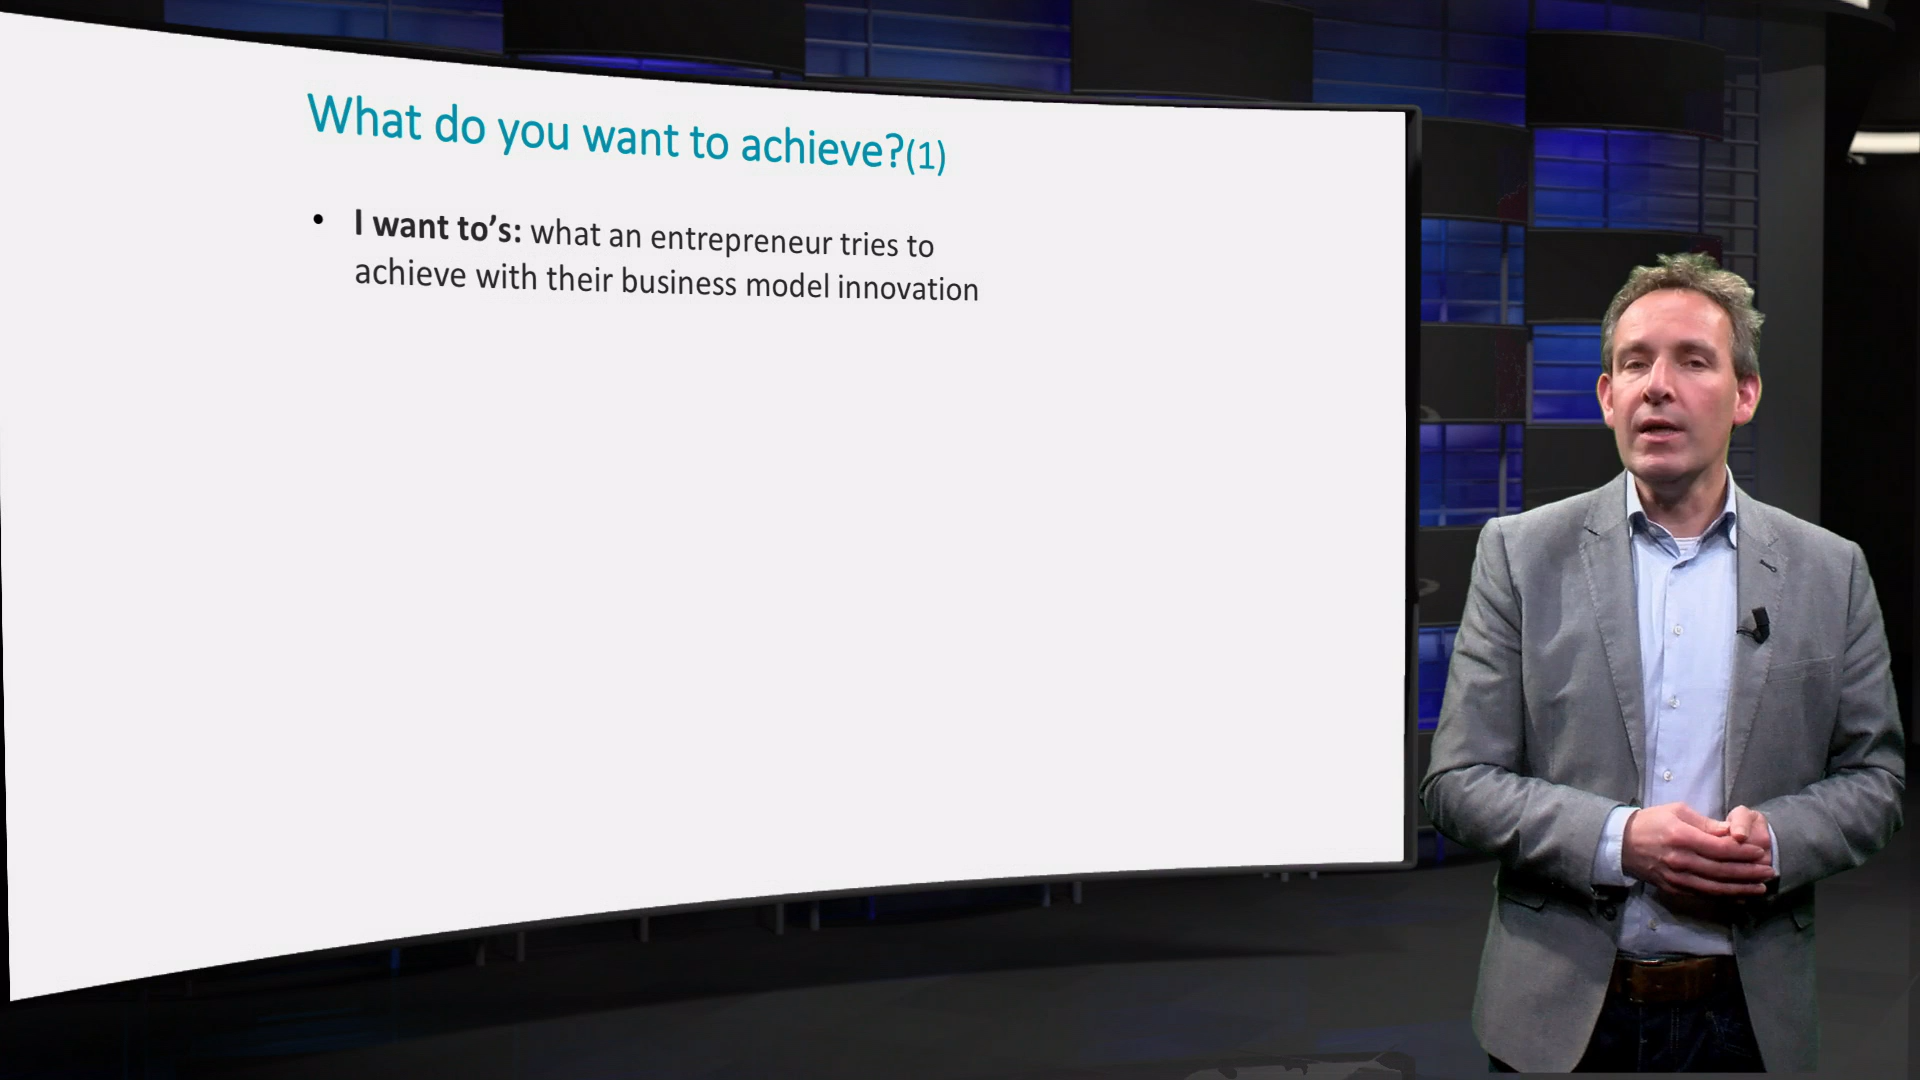 What do you want to achieve?(1)
• I want to’s: what an entrepreneur tries to
achieve with their business model innovation